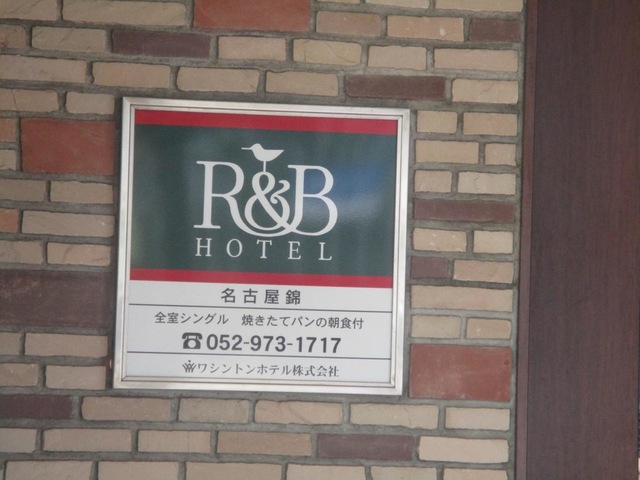 R&B
HOTEL
名古屋錦
全室シングル 焼きたてパンの朝食付
☎052-973-1717
ワシントンホテル株式会社